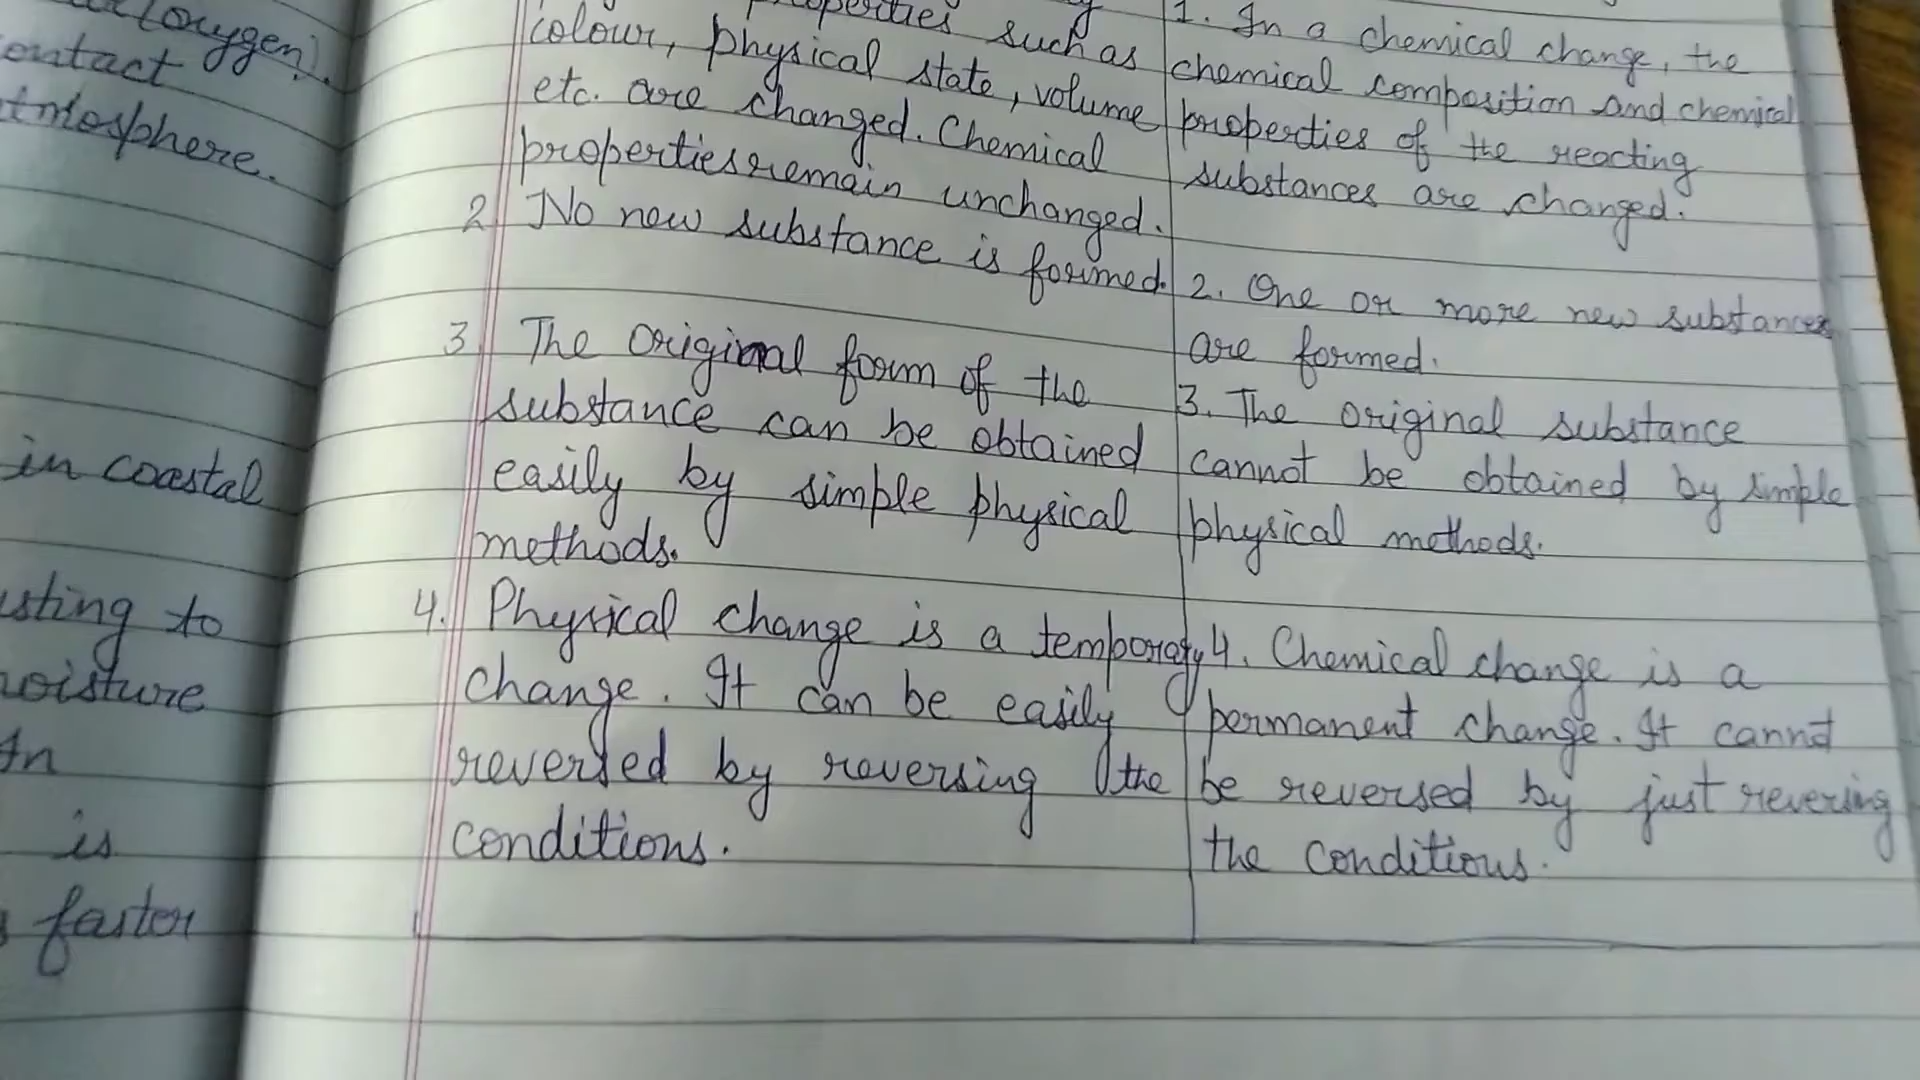 (oxygen).
contact
atmosphere.
in coastal
to
moisture
In
is
faster
properties such as
colour, physical state, volume
etc. are changed. Chemical
properties remain unchanged.
2. No new substance is formed.
3. The original form of the
substance can be obtained
easily by simple physical
methods.
4. Physical change is a temporaty
change. It can be easily
reversed by reversing the
conditions.
1. In a chemical change, the
chemical composition and chemical
properties of the reacting
substances are changed.
2. One or more new substances
are formed.
3. The original substance
cannot be obtained by simple
physical methods.
4. Chemical change is a
permanent change. It cannot
be reversed by just reversing
the conditions.